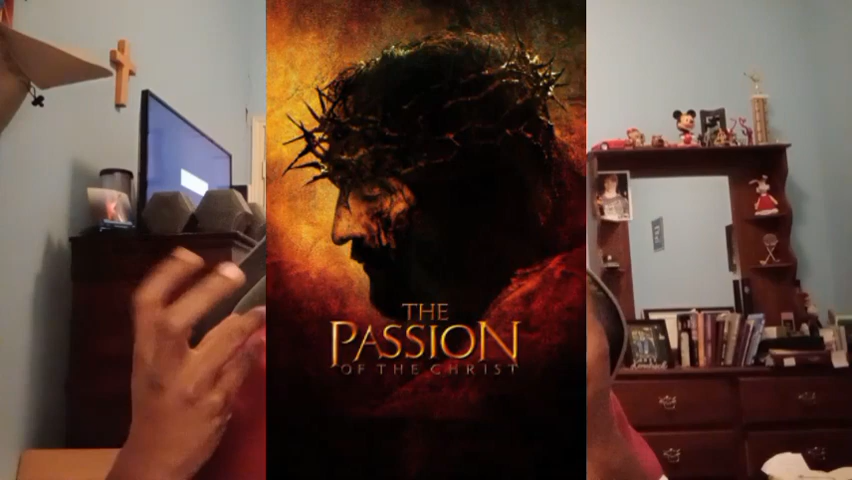 THE
PASSION
OF THE CHRIST